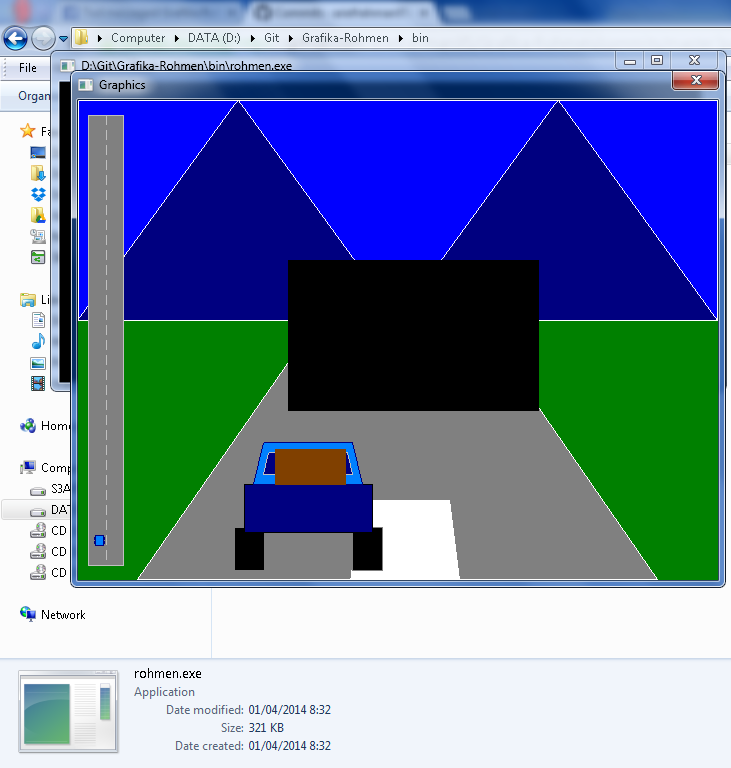 Computer ▸ DATA (D:) ▸ Git ▸ Grafika-Rohmen ▸ bin
File
D:\Git\Grafika-Rohmen\bin\rohmen.exe
Organ
Graphics
Fa
Li
Home
Comp
S3A
DAT
CD
CD
CD
Network
rohmen.exe
Application
Date modified: 01/04/2014 8:32
Size: 321 KB
Date created: 01/04/2014 8:32